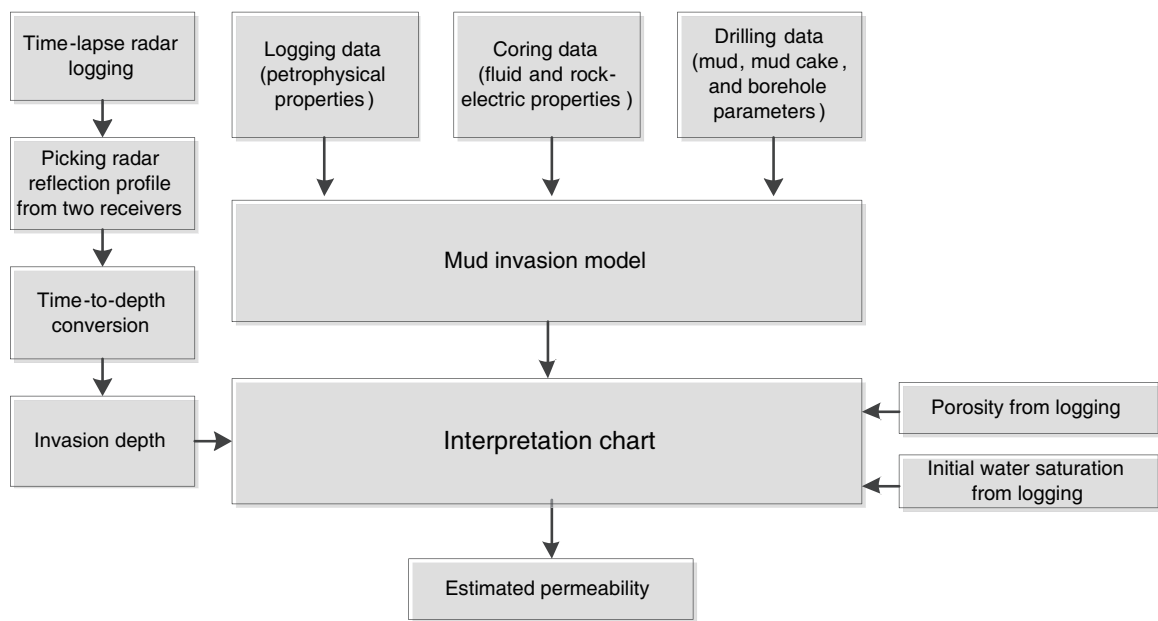 Time-lapse radar
logging
Logging data
(petrophysical
properties)
Coring data
(fluid and rock-
electric properties)
Drilling data
(mud, mud cake,
and borehole
parameters)
Picking radar
reflection profile
from two receivers
Mud invasion model
Time-to-depth
conversion
Invasion depth
Interpretation chart
Porosity from logging
Initial water saturation
from logging
Estimated permeability